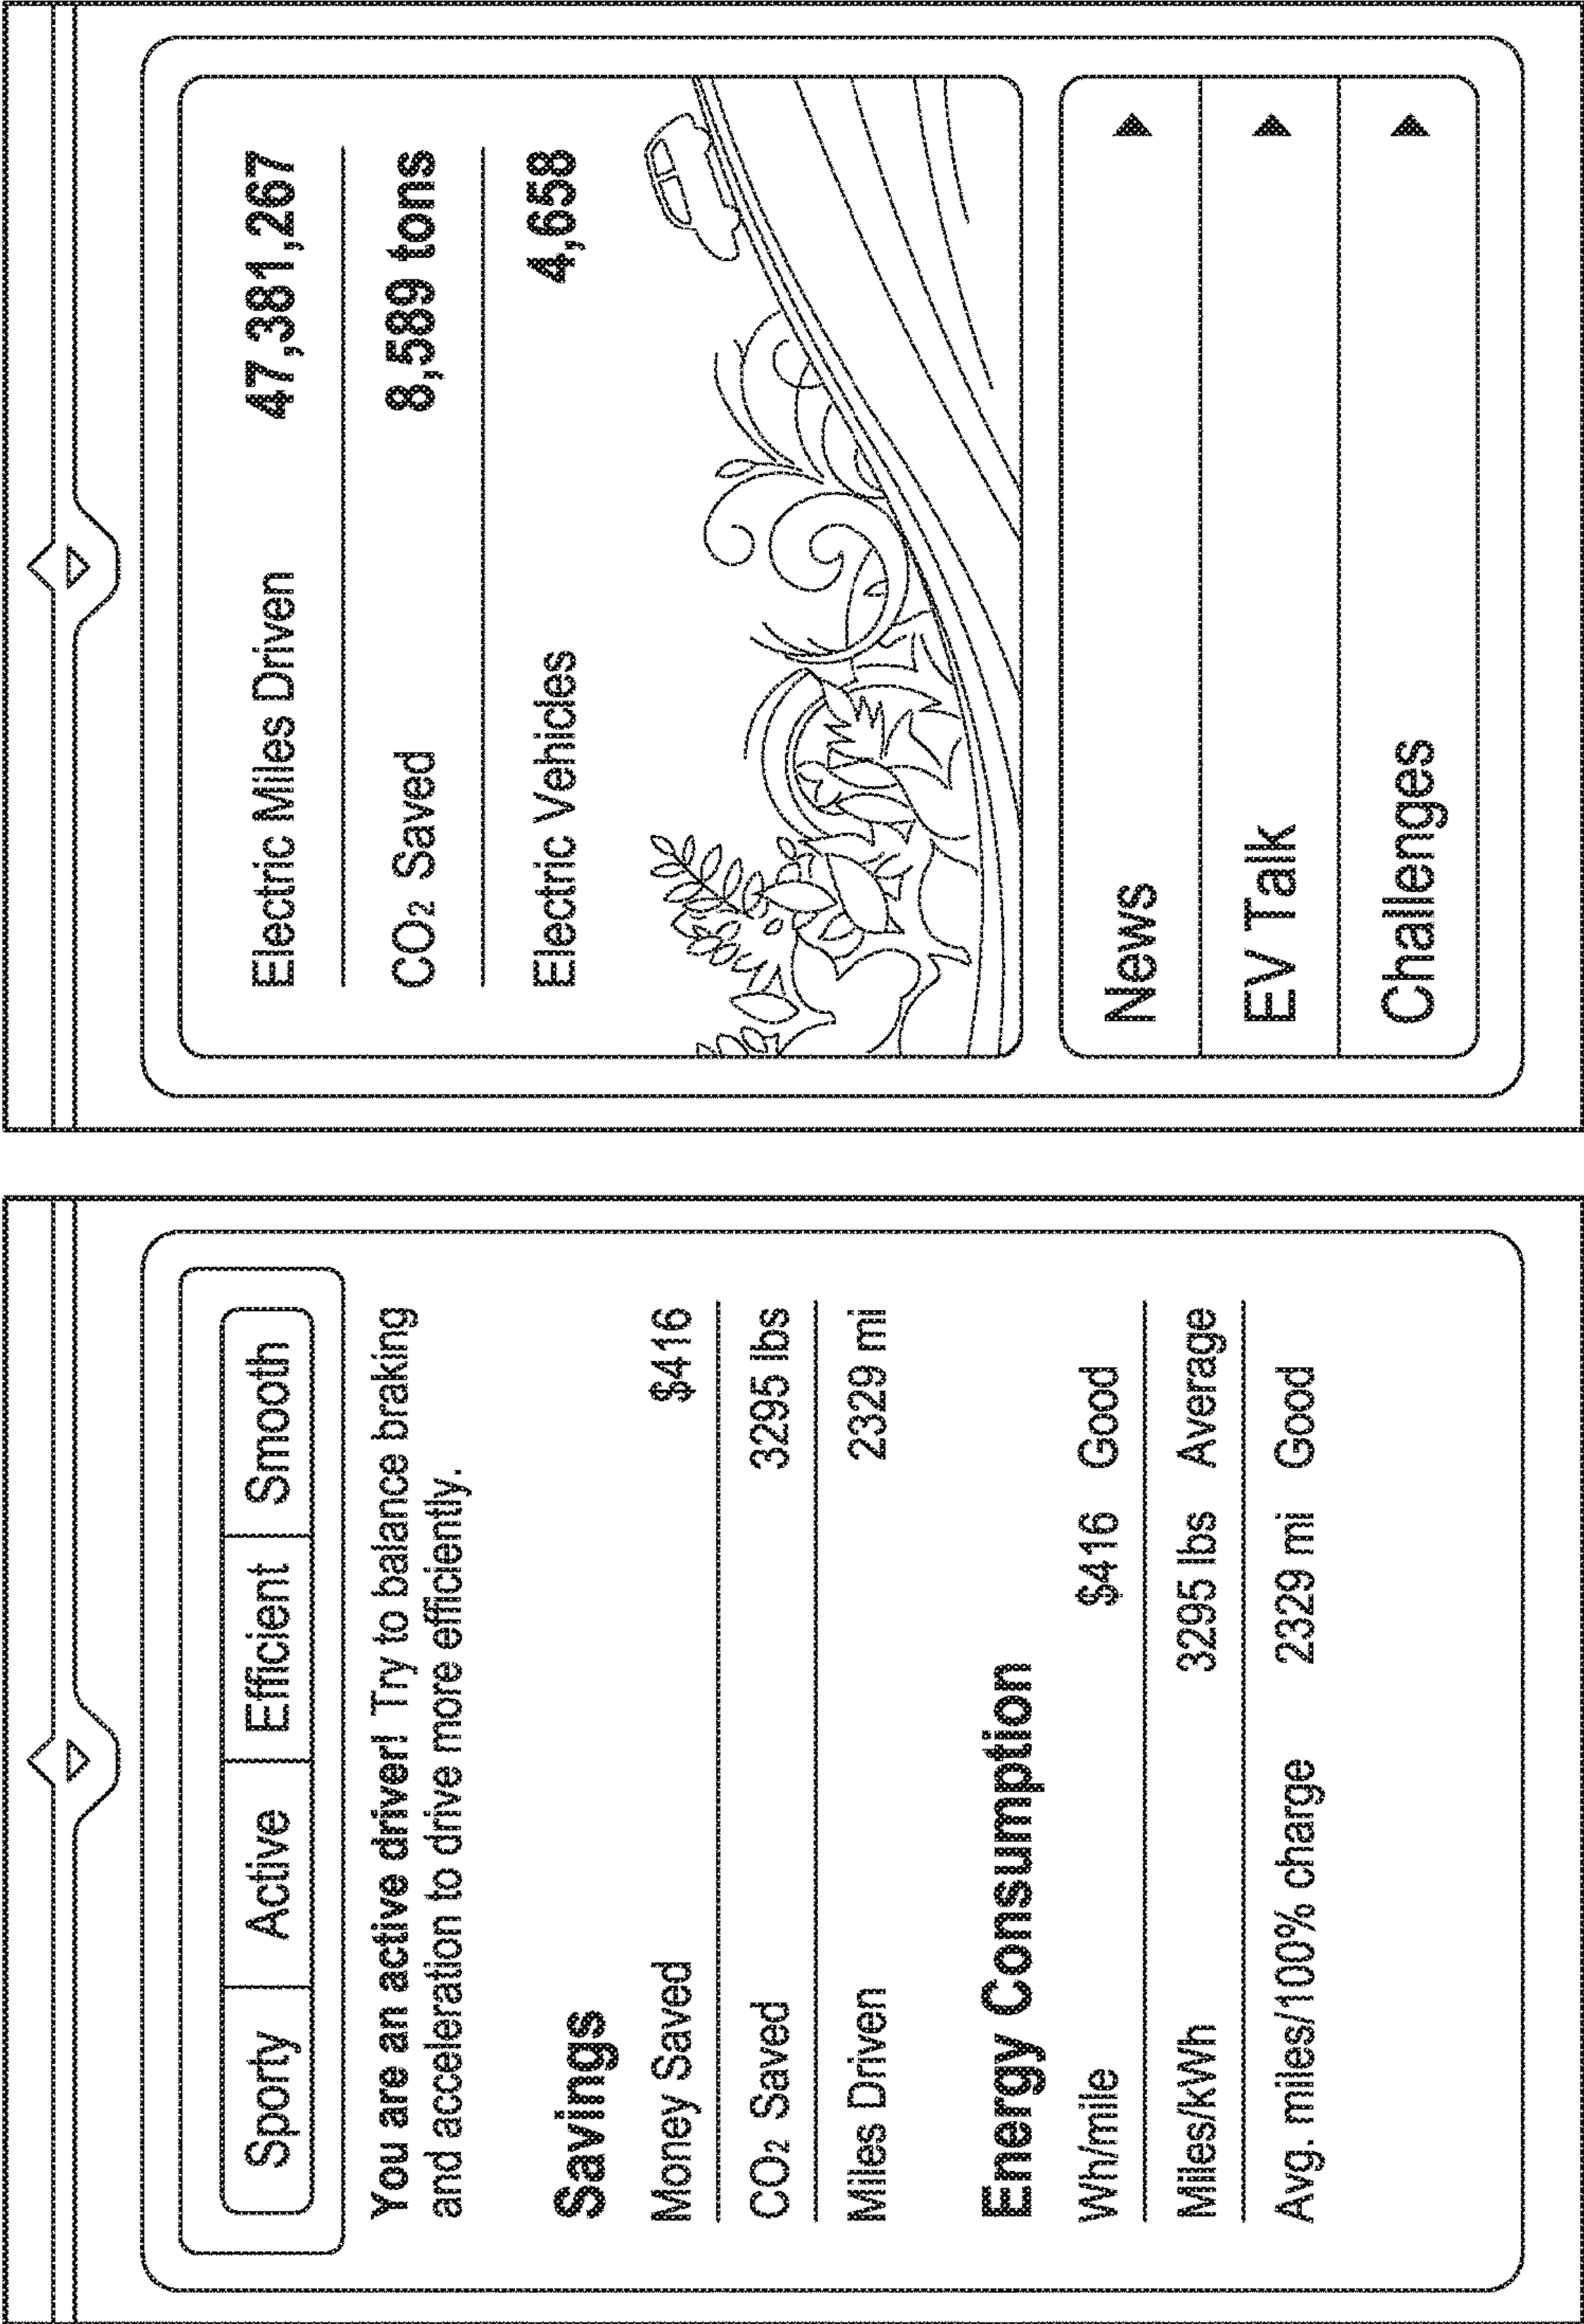 Sporty Active Efficient Smooth
You are an active driver! Try to balance braking
and acceleration to drive more efficiently.
Savings
Money Saved $416
CO₂ Saved 3295 lbs
Miles Driven 2329 mi
Energy Consumption
Wh/mile $416 Good
Miles/kWh 3295 lbs Average
Avg. miles/100% charge 2329 mi Good
Electric Miles Driven 47,381,267
CO₂ Saved 8,589 tons
Electric Vehicles 4,658
News
EV Talk
Challenges